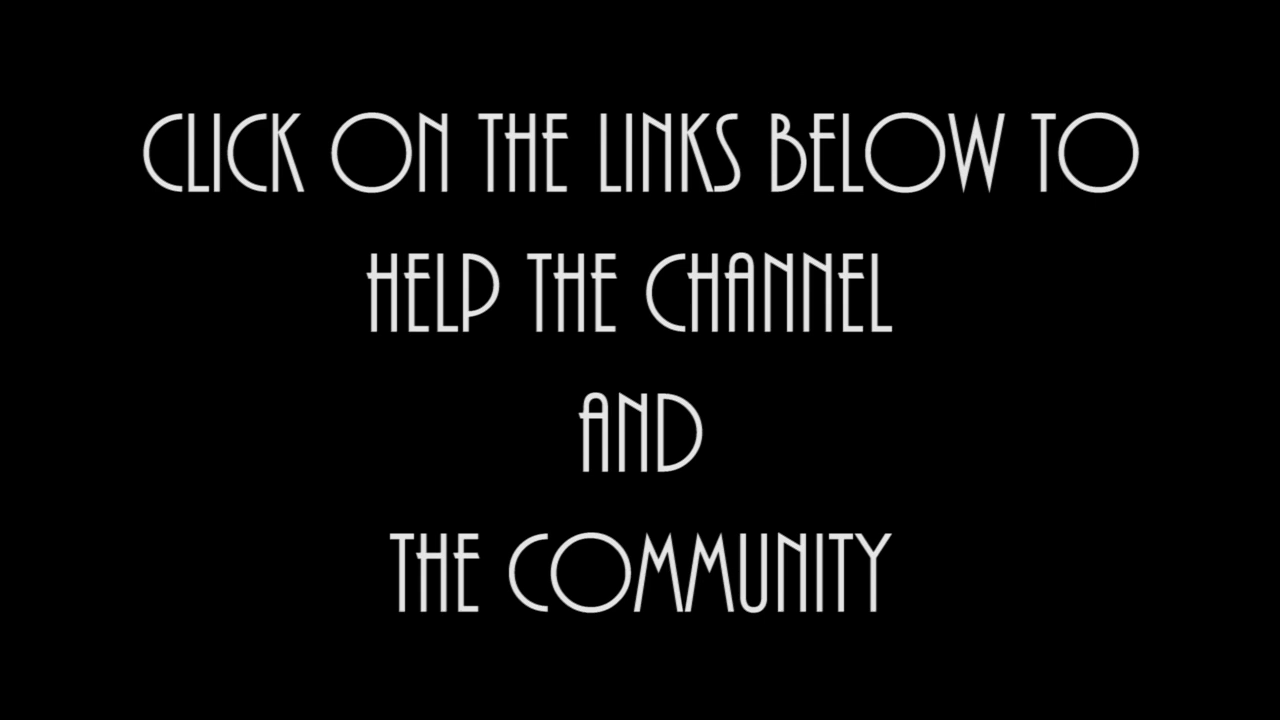 CLICK ON THE LINKS BELOW TO
HELP THE CHANNEL
AND
THE COMMUNITY